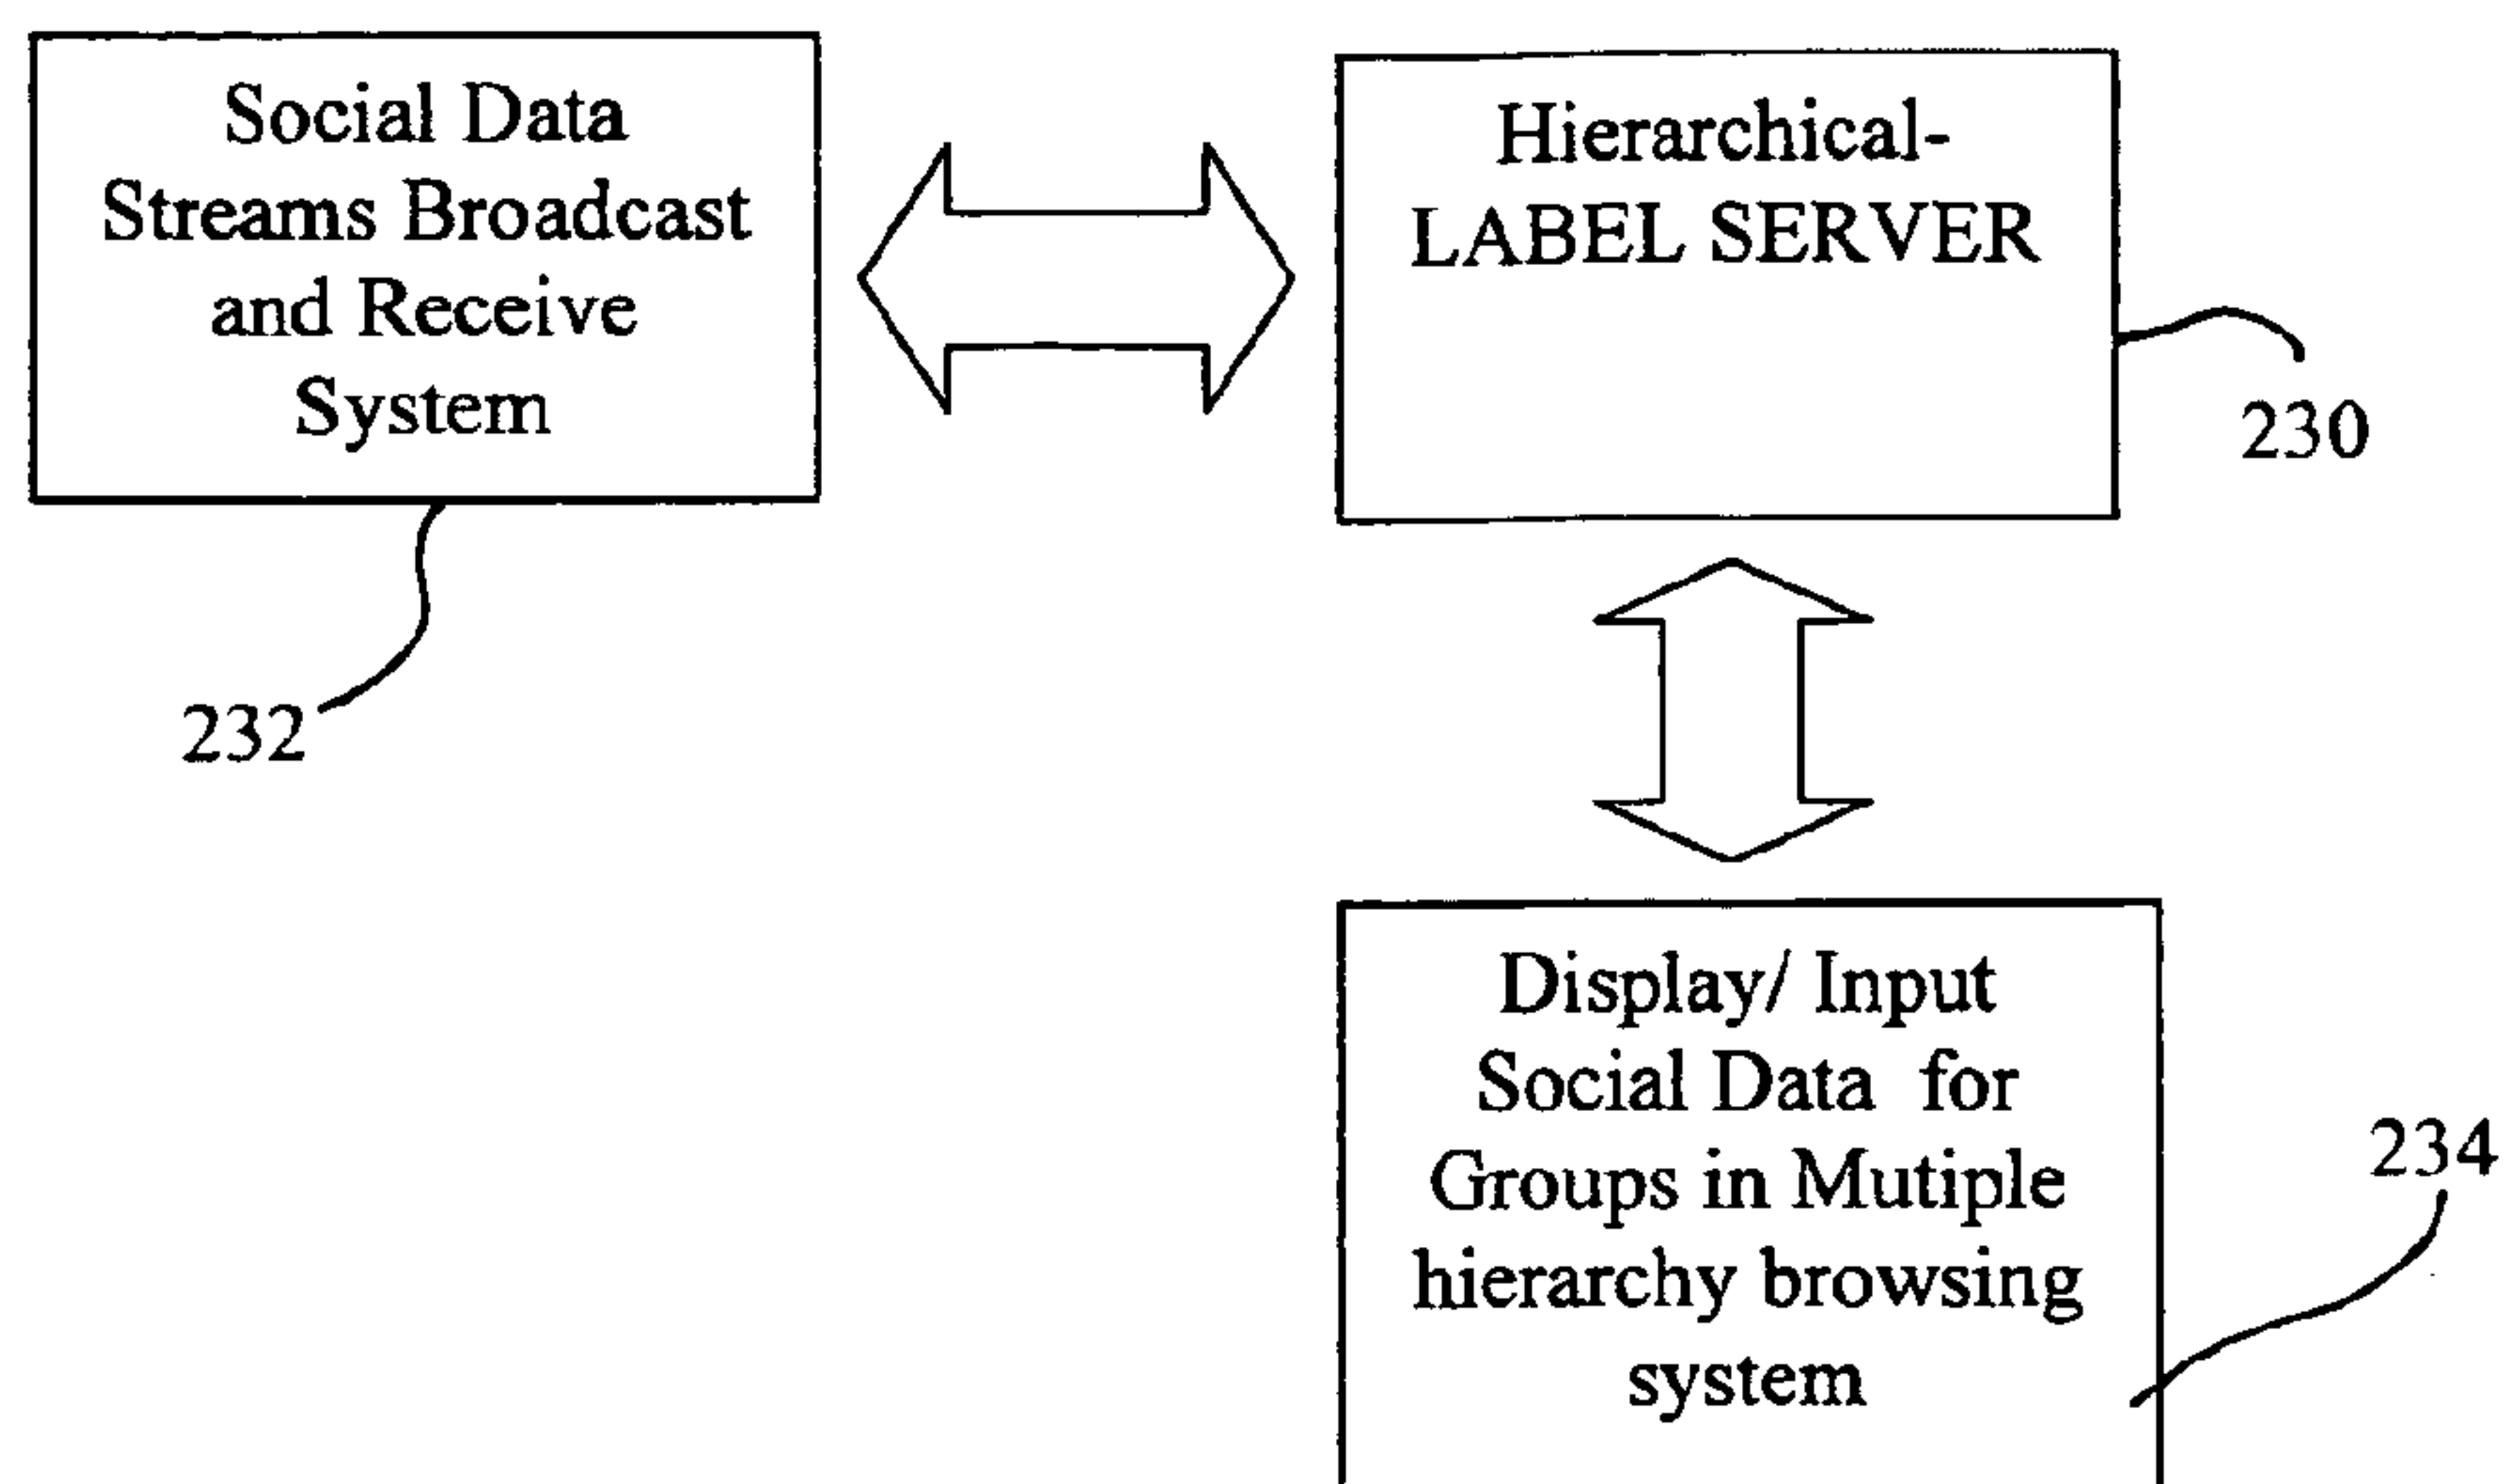 Social Data
Streams Broadcast
and Receive
System
Hierarchical-
LABEL SERVER
230
232
Display/ Input
Social Data for
Groups in Mutiple
hierarchy browsing
system
234